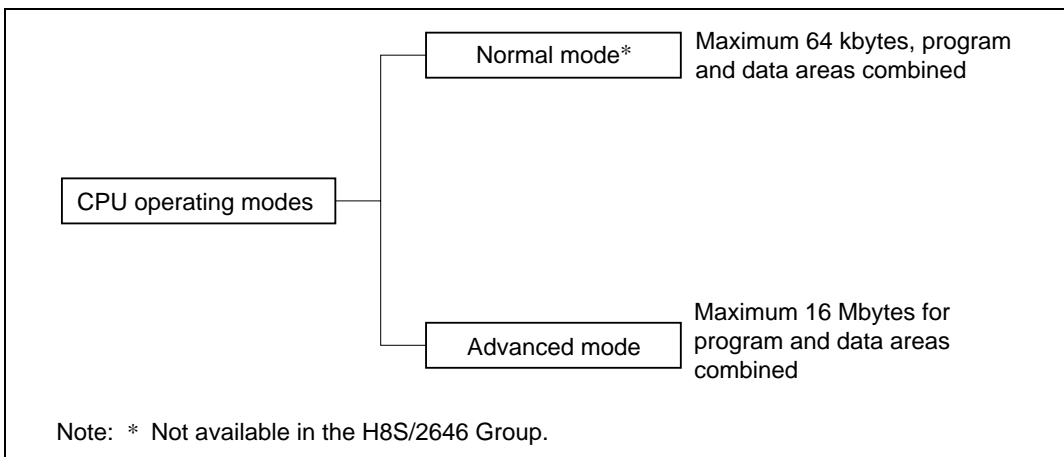 Normal mode*
Maximum 64 kbytes, program
and data areas combined
CPU operating modes
Advanced mode
Maximum 16 Mbytes for
program and data areas
combined
Note: * Not available in the H8S/2646 Group.